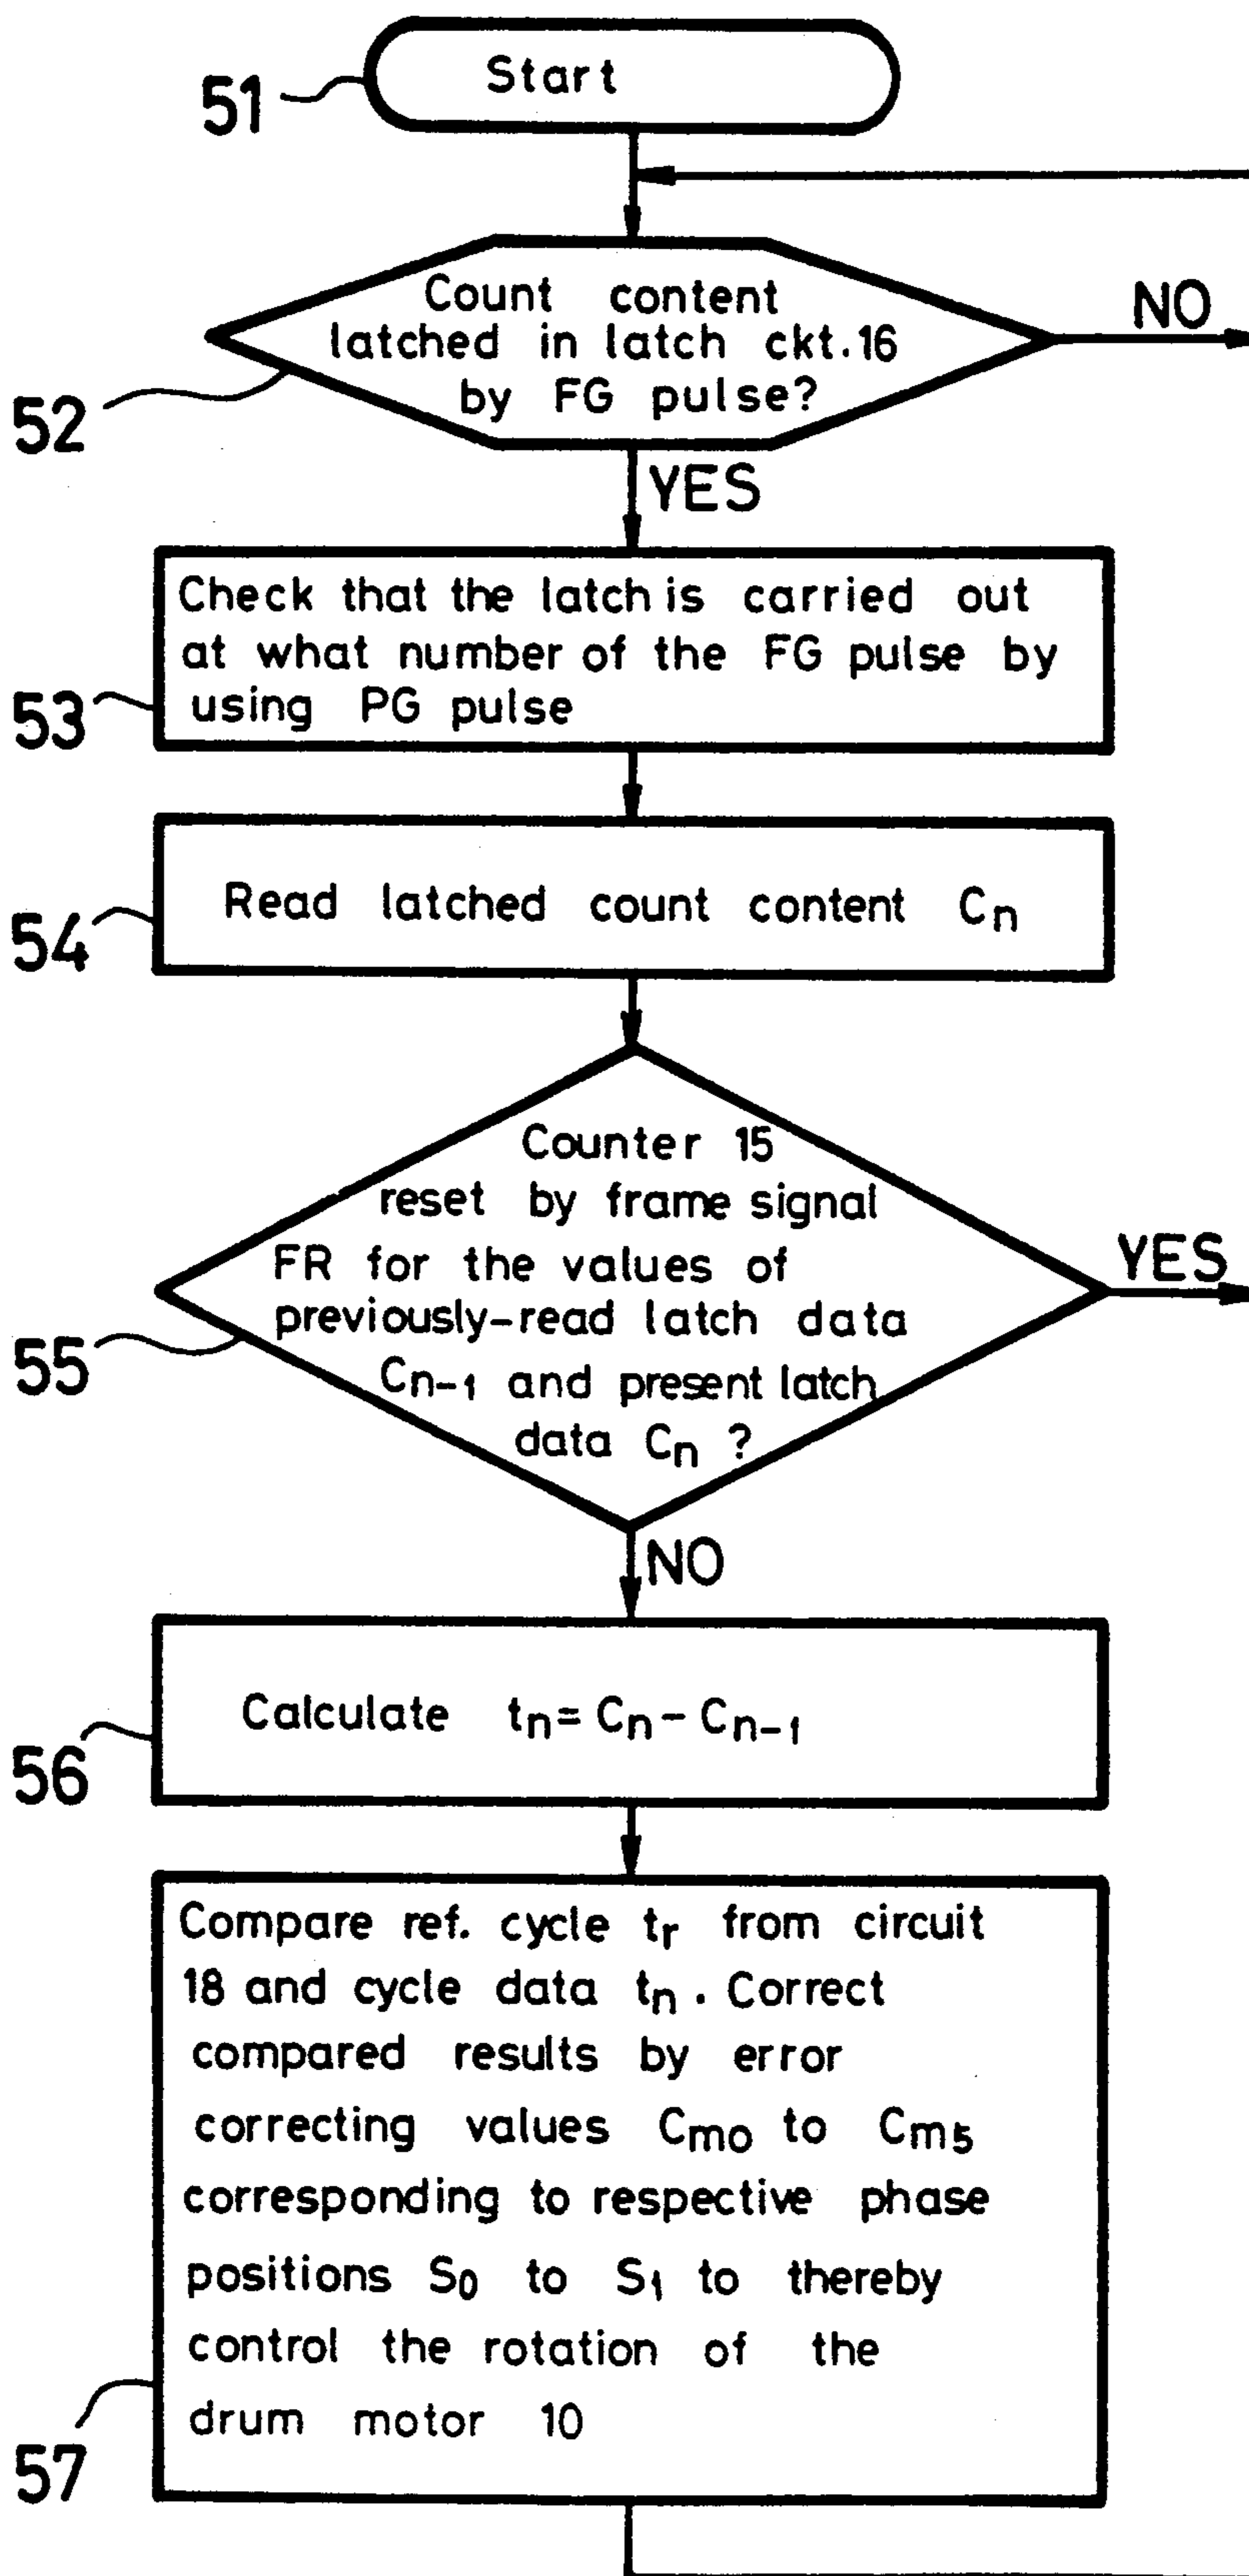 Start
51
Count content
latched in latch ckt.16
by FG pulse?
NO
52
YES
Check that the latch is carried out
at what number of the FG pulse by
using PG pulse
53
Read latched count content Cn
54
Counter 15
reset by frame signal
FR for the values of
previously-read latch data
Cn-1 and present latch
data Cn ?
YES
55
NO
Calculate tn=Cn-Cn-1
56
Compare ref. cycle tr from circuit
18 and cycle data tn. Correct
compared results by error
correcting values Cm0 to Cm5
corresponding to respective phase
positions S0 to S1 to thereby
control the rotation of the
drum motor 10
57